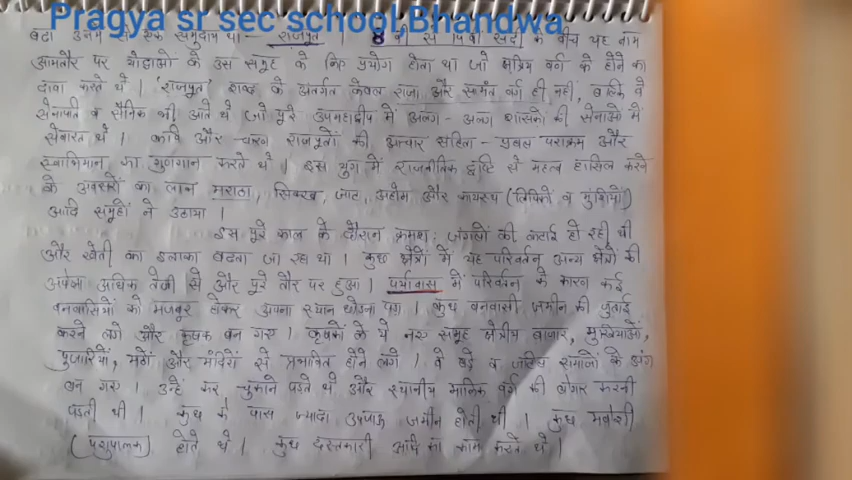 Pragya sr sec school,Bhandwa
बढ़ा उनमें से एक समुदाय था - राजपूत । 8 वीं से 14वीं सदी के बीच यह नाम
आमतौर पर योद्धाओं के उस समूह के लिए प्रयोग होता था जो क्षत्रिय वर्ग के होने का
दावा करते थे । 'राजपूत' शब्द के अंतर्गत केवल राजा और सामंत वर्ग ही नहीं, बल्कि वे
सेनापति व सैनिक भी आते थे जो पूरे उपमहाद्वीप में अलग - अलग शासकों की सेनाओं में
सेवारत थे । कवि और चारण राजपूतों की आचार संहिता - प्रबल पराक्रम और
स्वाभिमान का गुणगान करते थे । इस युग में राजनीतिक दृष्टि से महत्व हासिल करने
के अवसरों का लाभ मराठा, सिक्ख, जाट, अहोम और कायस्थ (लिपिकों व मुंशियों)
आदि समूहों ने उठाया ।
इस पूरे काल के दौरान क्रमश: जंगलों की कटाई हो रही थी
और खेती का इलाका बढता जा रहा था । कुछ क्षेत्रों में यह परिवर्तन अन्य क्षेत्रों की
अपेक्षा अधिक तेजी से और पूरे तौर पर हुआ । पर्यावास में परिवर्तन के कारण कई
वनवासियों को मजबूर होकर अपना स्थान छोडना पडा । कुछ वनवासी जमीन की जुताई
करने लगे और कृषक बन गए । कृषकों के ये नए समूह क्षेत्रीय बाजार, मुखियाओं,
पुजारियों, मठों और मंदिरों से प्रभावित होने लगे । वे बड़े व जटिल समाजों के अंग
बन गए । उन्हें कर चुकाने पड़ते थे और स्थानीय मालिक वर्ग की बेगार करनी
पड़ती थी । कुछ के पास ज्यादा उपजाऊ जमीन होती थी । कुछ मवेशी
(पशुपालक) होते थे । कुछ दस्तकारी आदि का काम करते थे ।